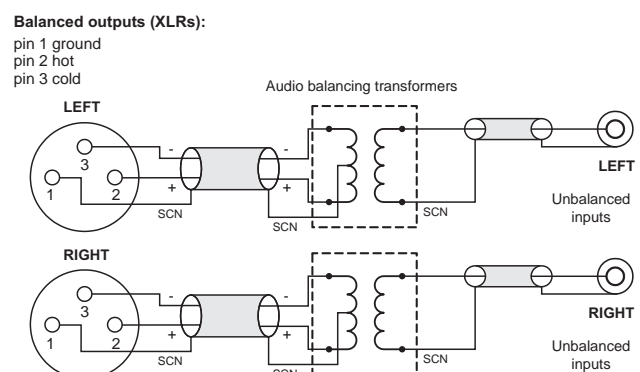 Balanced outputs (XLRs):
pin 1 ground
pin 2 hot
pin 3 cold
Audio balancing transformers
LEFT
3
1
2
-
+
SCN
-
+
SCN
SCN
LEFT
Unbalanced
inputs
RIGHT
3
1
2
-
+
SCN
-
+
SCN
SCN
RIGHT
Unbalanced
inputs